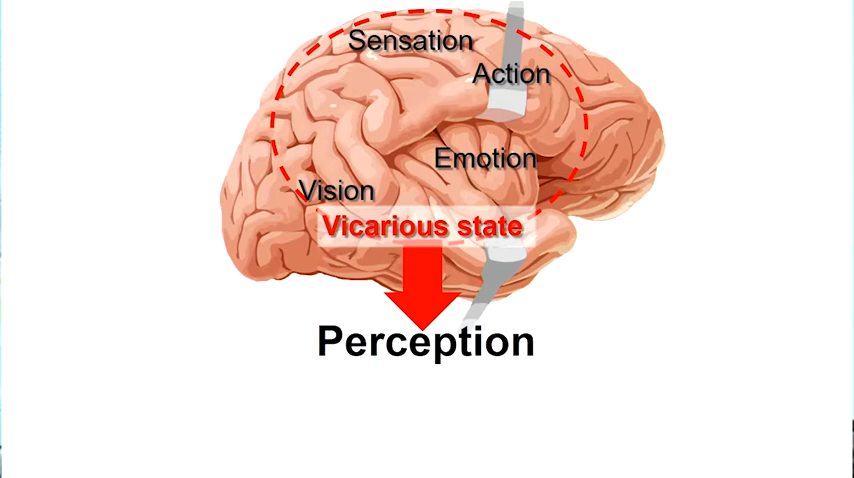 Sensation
Action
Emotion
Vision
Vicarious state
Perception